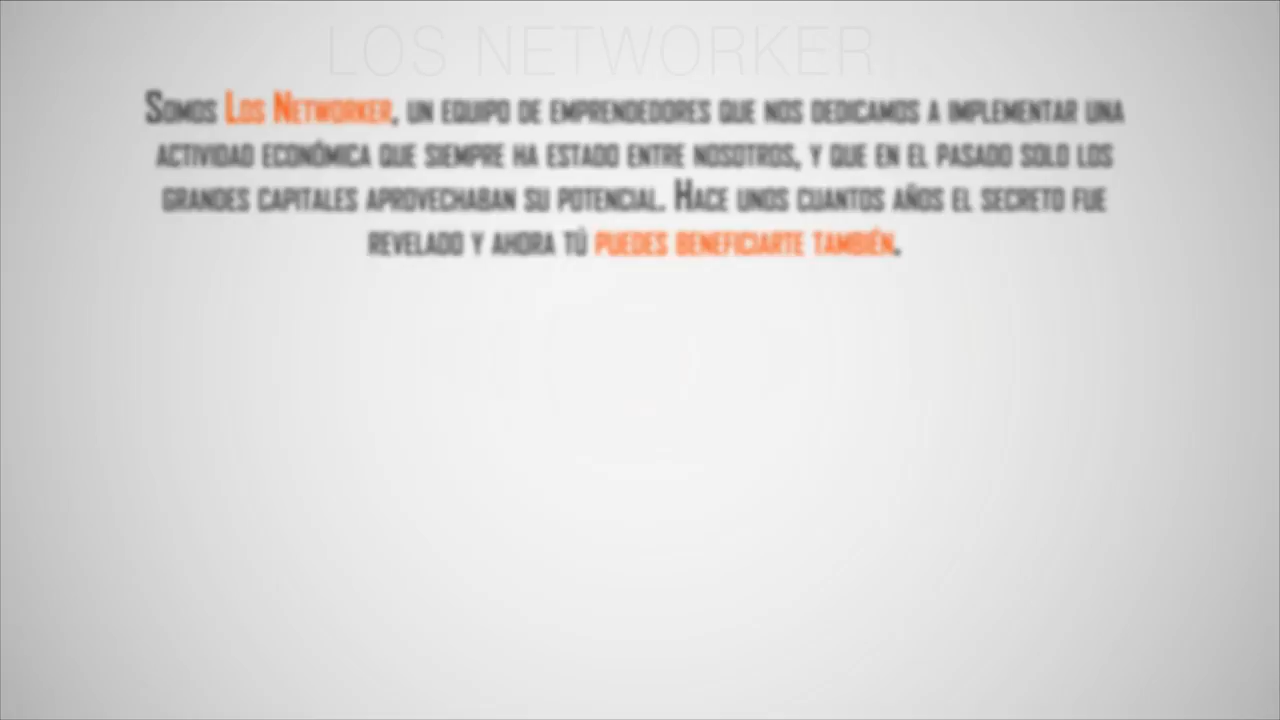 LOS NETWORKER
Somos Los Networker, un equipo de emprendedores que nos dedicamos a implementar una
actividad económica que siempre ha estado entre nosotros, y que en el pasado solo los
grandes capitales aprovechaban su potencial. Hace unos cuantos años el secreto fue
revelado y ahora tú puedes beneficiarte también.